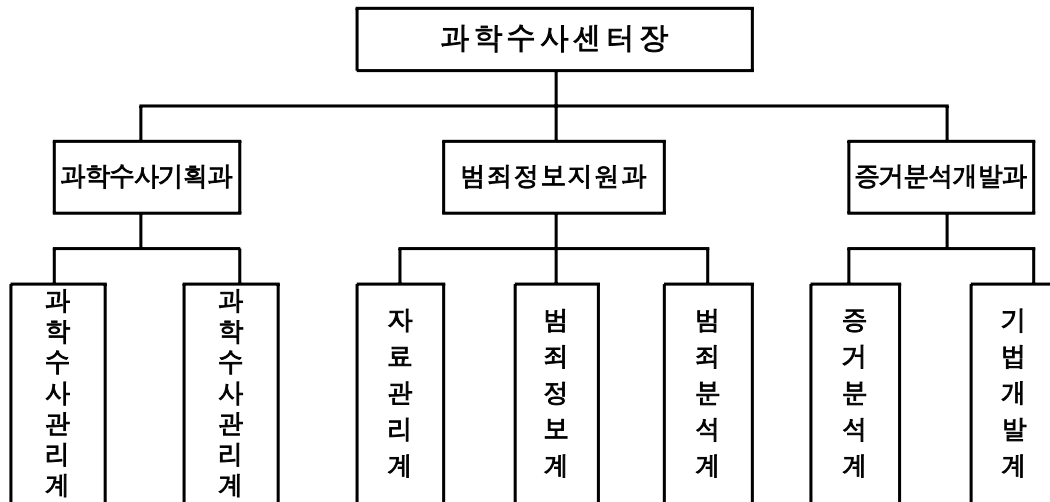 과학수사센터장
과학수사기획과
범죄정보지원과
증거분석개발과
과학수사관리계
과학수사관리계
자료관리계
범죄정보계
범죄분석계
증거분석계
기법개발계